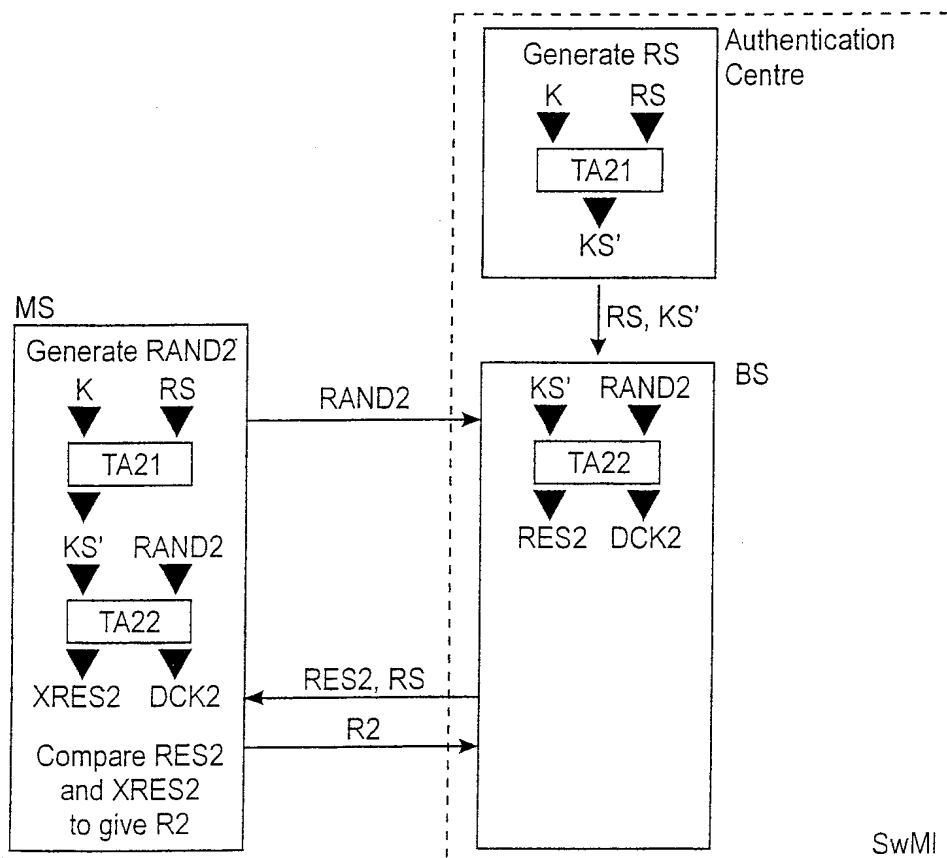 Authentication
Centre
Generate RS
K RS
TA21
KS'
RS, KS'
MS
Generate RAND2
K RS
TA21
KS' RAND2
TA22
XRES2 DCK2
Compare RES2
and XRES2
to give R2
RAND2
RES2, RS
R2
BS
KS' RAND2
TA22
RES2 DCK2
SwMI